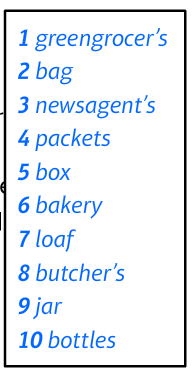 1 greengrocer's
2 bag
3 newsagent's
4 packets
5 box
6 bakery
7 loaf
8 butcher's
9 jar
10 bottles